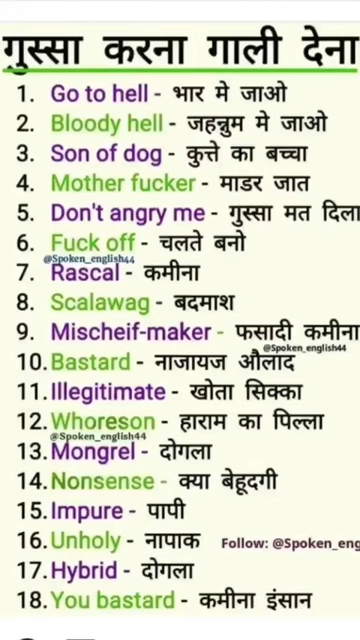 गुस्सा करना गाली देना
1. Go to hell - भार मे जाओ
2. Bloody hell - जहन्नुम मे जाओ
3. Son of dog - कुत्ते का बच्चा
4. Mother fucker - माडर जात
5. Don't angry me - गुस्सा मत दिला
6. Fuck off - चलते बनो
@Spoken_english44
7. Rascal - कमीना
8. Scalawag - बदमाश
9. Mischeif-maker - फसादी कमीना
@Spoken_english44
10. Bastard - नाजायज औलाद
11. Illegitimate - खोता सिक्का
12. Whoreson - हाराम का पिल्ला
@Spoken_english44
13. Mongrel - दोगला
14. Nonsense - क्या बेहूदगी
15. Impure - पापी
16. Unholy - नापाक Follow: @Spoken_eng
17. Hybrid - दोगला
18. You bastard - कमीना इंसान